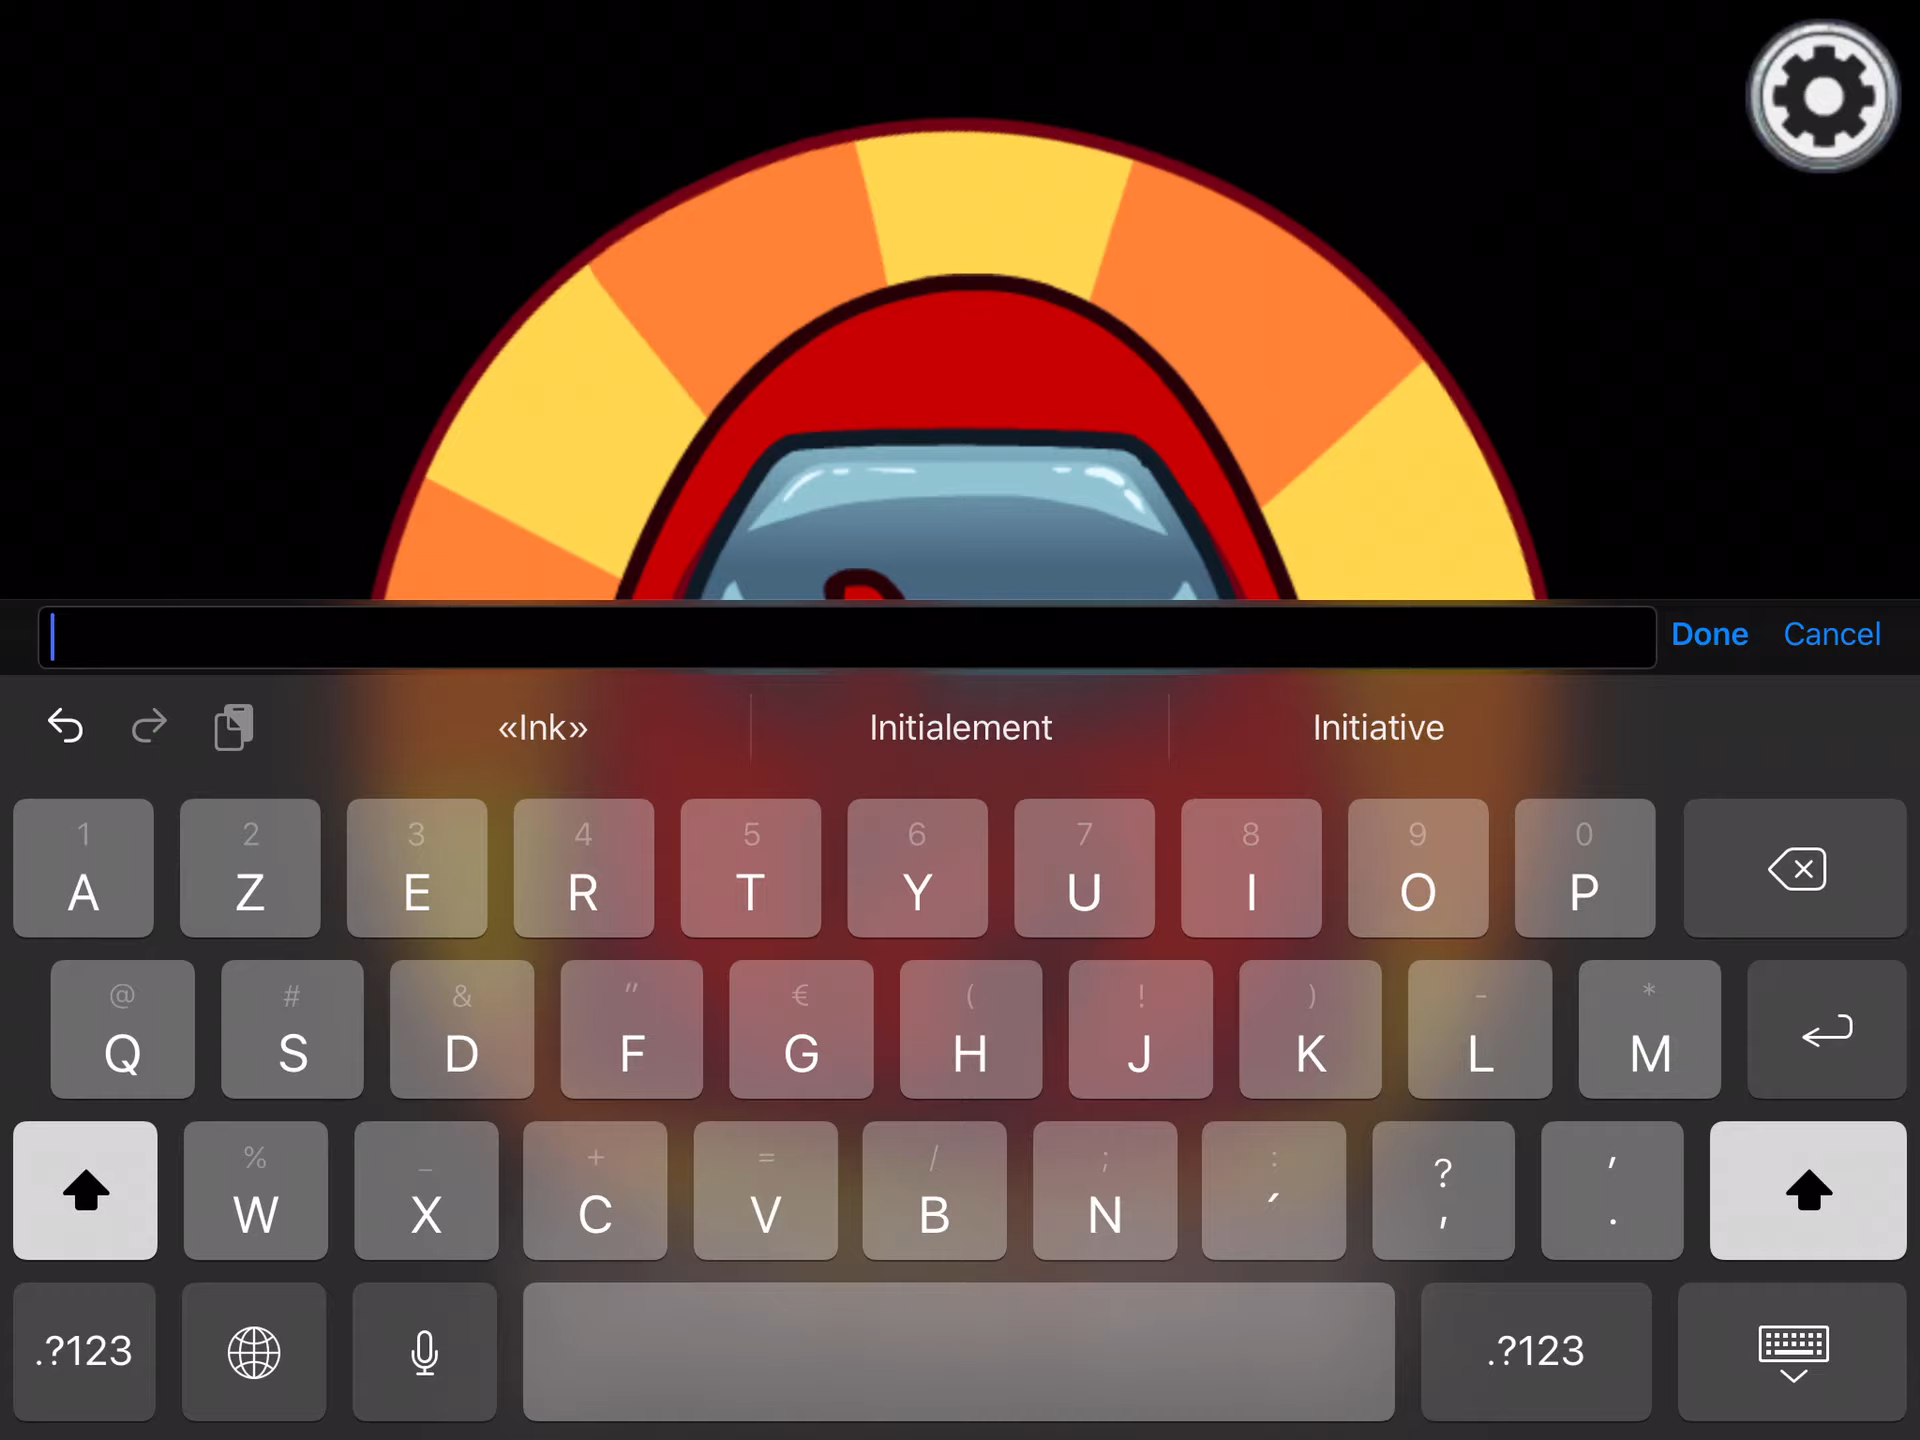 Done Cancel
«Ink» Initialement Initiative
1 2 3 4 5 6 7 8 9 0
A Z E R T Y U I O P
@ # & " € ( ! ) - *
Q S D F G H J K L M
% _ + = / ; : ? '
W X C V B N ´ , .
.?123 .?123